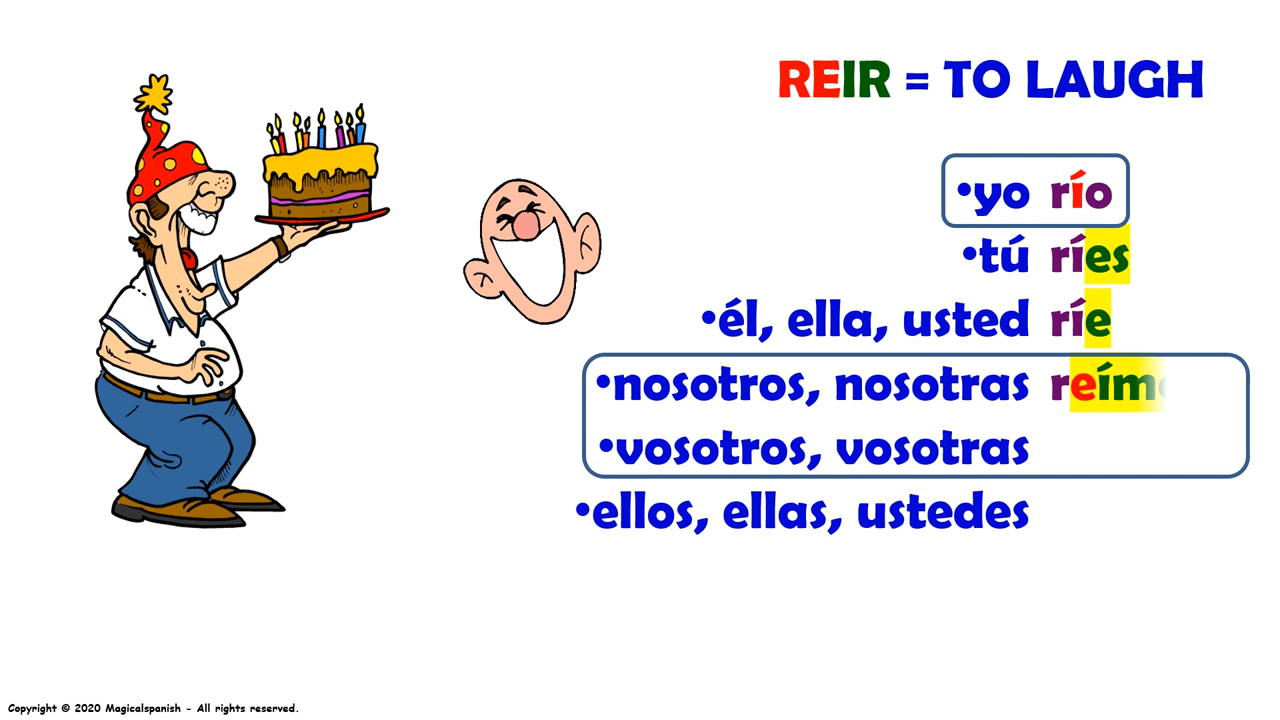 REIR = TO LAUGH
•yo río
•tú ríes
•él, ella, usted ríe
•nosotros, nosotras reím
•vosotros, vosotras
•ellos, ellas, ustedes
Copyright © 2020 Magicalspanish - All rights reserved.